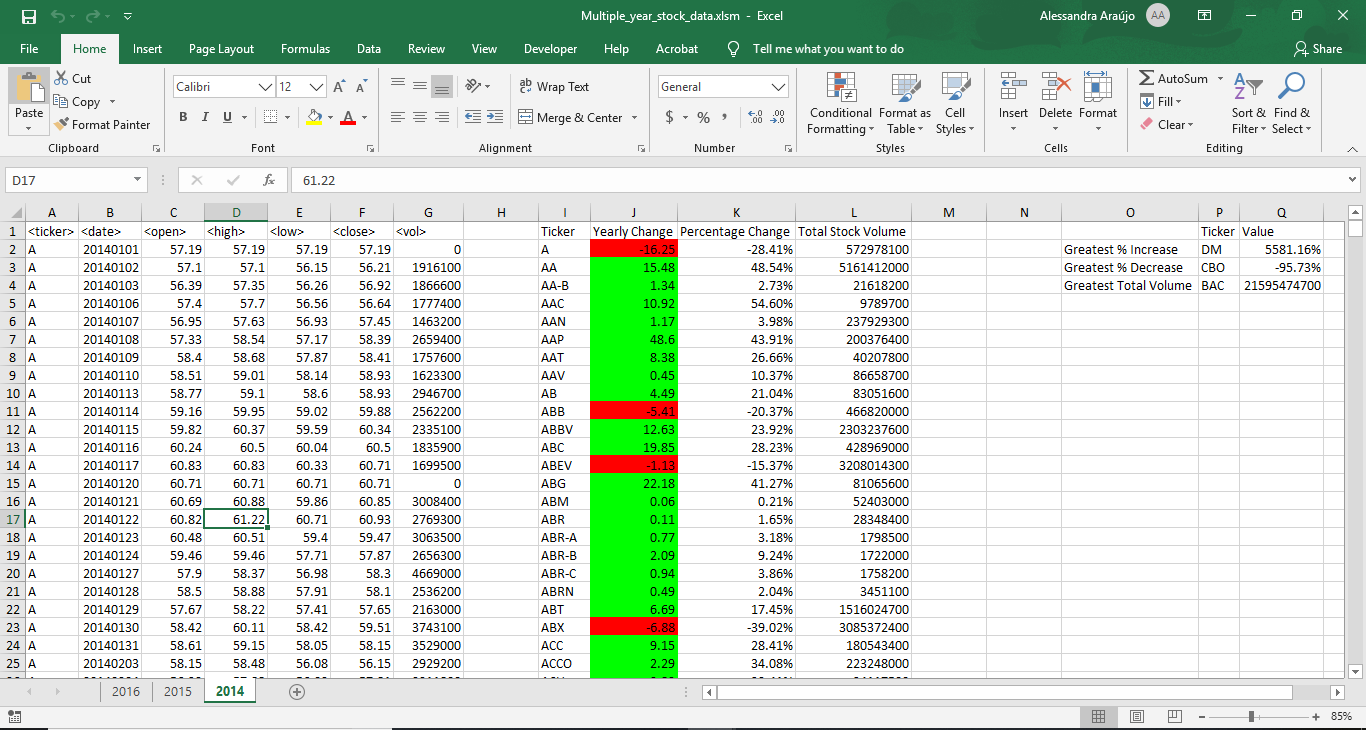 Multiple_year_stock_data.xlsm - Excel
Alessandra Araújo AA
File Home Insert Page Layout Formulas Data Review View Developer Help Acrobat Tell me what you want to do Share
Paste
Cut
Copy
Format Painter
Clipboard
Calibri 12
B I U
Font
Wrap Text
Merge & Center
Alignment
General
$ % ,
Number
Conditional Formatting
Format as Table
Cell Styles
Styles
Insert Delete Format
Cells
AutoSum
Fill
Clear
Sort & Filter
Find & Select
Editing
D17 fx 61.22
A B C D E F G H I J K L M N O P Q
1 <ticker> <date> <open> <high> <low> <close> <vol> Ticker Yearly Change Percentage Change Total Stock Volume Ticker Value
2 A 20140101 57.19 57.19 57.19 57.19 0 A -16.25 -28.41% 572978100 Greatest % Increase DM 5581.16%
3 A 20140102 57.1 57.1 56.15 56.21 1916100 AA 15.48 48.54% 5161412000 Greatest % Decrease CBO -95.73%
4 A 20140103 56.39 57.35 56.26 56.92 1866600 AA-B 1.34 2.73% 21618200 Greatest Total Volume BAC 21595474700
5 A 20140106 57.4 57.7 56.56 56.64 1777400 AAC 10.92 54.60% 9789700
6 A 20140107 56.95 57.63 56.93 57.45 1463200 AAN 1.17 3.98% 237929300
7 A 20140108 57.33 58.54 57.17 58.39 2659400 AAP 48.6 43.91% 200376400
8 A 20140109 58.4 58.68 57.87 58.41 1757600 AAT 8.38 26.66% 40207800
9 A 20140110 58.51 59.01 58.14 58.93 1623300 AAV 0.45 10.37% 86658700
10 A 20140113 58.77 59.1 58.6 58.93 2946700 AB 4.49 21.04% 83051600
11 A 20140114 59.16 59.95 59.02 59.88 2562200 ABB -5.41 -20.37% 466820000
12 A 20140115 59.82 60.37 59.59 60.34 2335100 ABBV 12.63 23.92% 2303237600
13 A 20140116 60.24 60.5 60.04 60.5 1835900 ABC 19.85 28.23% 428969000
14 A 20140117 60.83 60.83 60.33 60.71 1699500 ABEV -1.13 -15.37% 3208014300
15 A 20140120 60.71 60.71 60.71 60.71 0 ABG 22.18 41.27% 81065600
16 A 20140121 60.69 60.88 59.86 60.85 3008400 ABM 0.06 0.21% 52403000
17 A 20140122 60.82 61.22 60.71 60.93 2769300 ABR 0.11 1.65% 28348400
18 A 20140123 60.48 60.51 59.4 59.47 3063500 ABR-A 0.77 3.18% 1798500
19 A 20140124 59.46 59.46 57.71 57.87 2656300 ABR-B 2.09 9.24% 1722000
20 A 20140127 57.9 58.37 56.98 58.3 4669000 ABR-C 0.94 3.86% 1758200
21 A 20140128 58.5 58.88 57.91 58.1 2536200 ABRN 0.49 2.04% 3451100
22 A 20140129 57.67 58.22 57.41 57.65 2163000 ABT 6.69 17.45% 1516024700
23 A 20140130 58.42 60.11 58.42 59.51 3743100 ABX -6.88 -39.02% 3085372400
24 A 20140131 58.61 59.15 58.05 58.15 3529000 ACC 9.15 28.41% 180543400
25 A 20140203 58.15 58.48 56.08 56.15 2929200 ACCO 2.29 34.08% 223248000
2016 2015 2014
85%